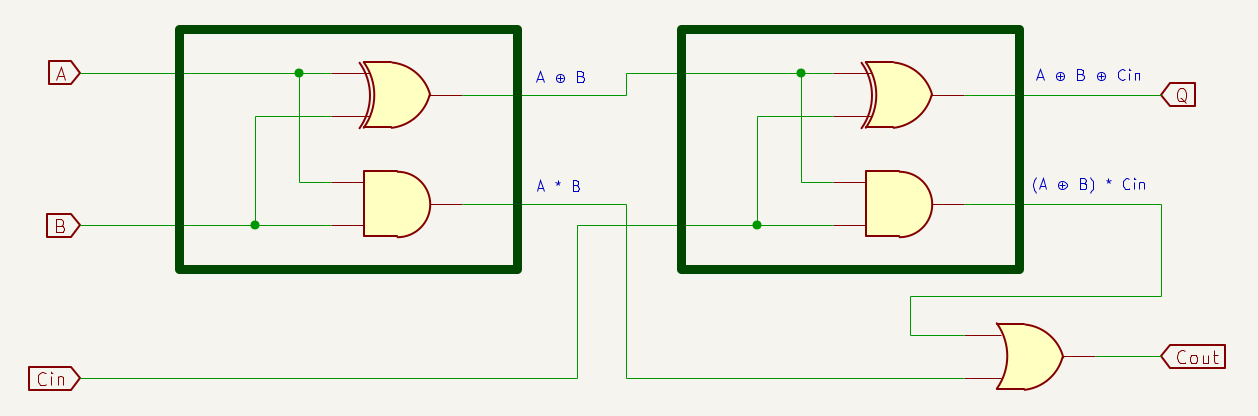 A
A ⊕ B
A ⊕ B ⊕ Cin
Q
A * B
(A ⊕ B) * Cin
B
Cout
Cin